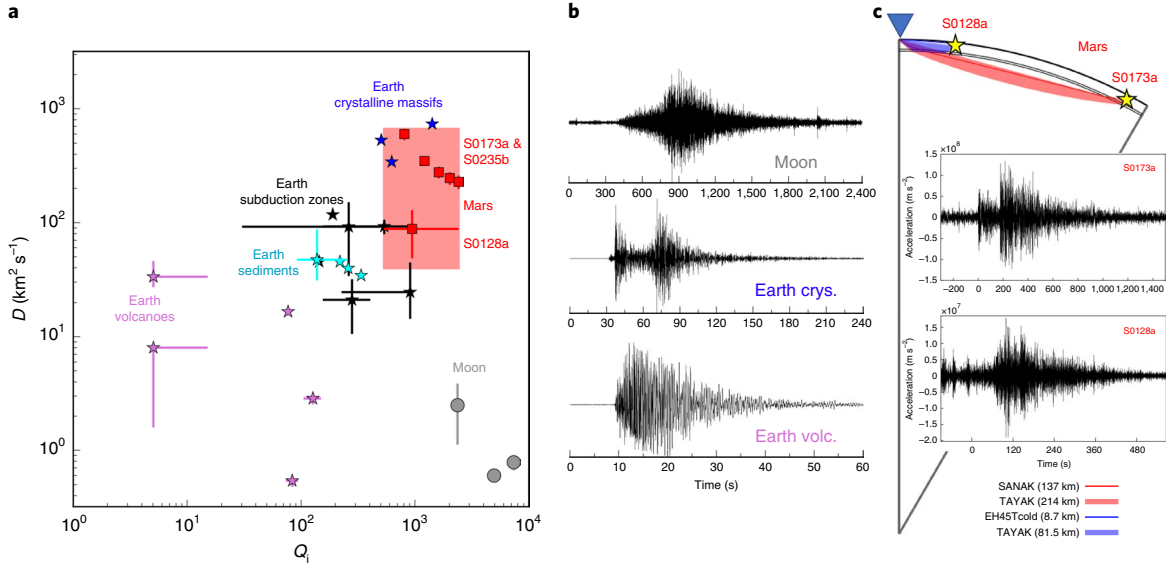 a
D (km² s⁻¹)
10³
10²
10¹
10⁰
10⁰
10¹
10²
10³
10⁴
Qᵢ
Earth
crystalline massifs
S0173a &
S0235b
Earth
subduction zones
Mars
S0128a
Earth
sediments
Earth
volcanoes
Moon
b
Moon
0 300 600 900 1,200 1,500 1,800 2,100 2,400
Earth crys.
0 30 60 90 120 150 180 210 240
Earth volc.
0 10 20 30 40 50 60
Time (s)
c
S0128a
Mars
S0173a
×10⁸
S0173a
Acceleration (m s⁻²)
1.5
1.0
0.5
0
−0.5
−1.0
−1.5
−200 0 200 400 600 800 1,000 1,200 1,400
×10⁷
S0128a
Acceleration (m s⁻²)
1.5
1.0
0.5
0
−0.5
−1.0
−1.5
−2.0
0 120 240 360 480
Time (s)
SANAK (137 km)
TAYAK (214 km)
EH45Tcold (8.7 km)
TAYAK (81.5 km)